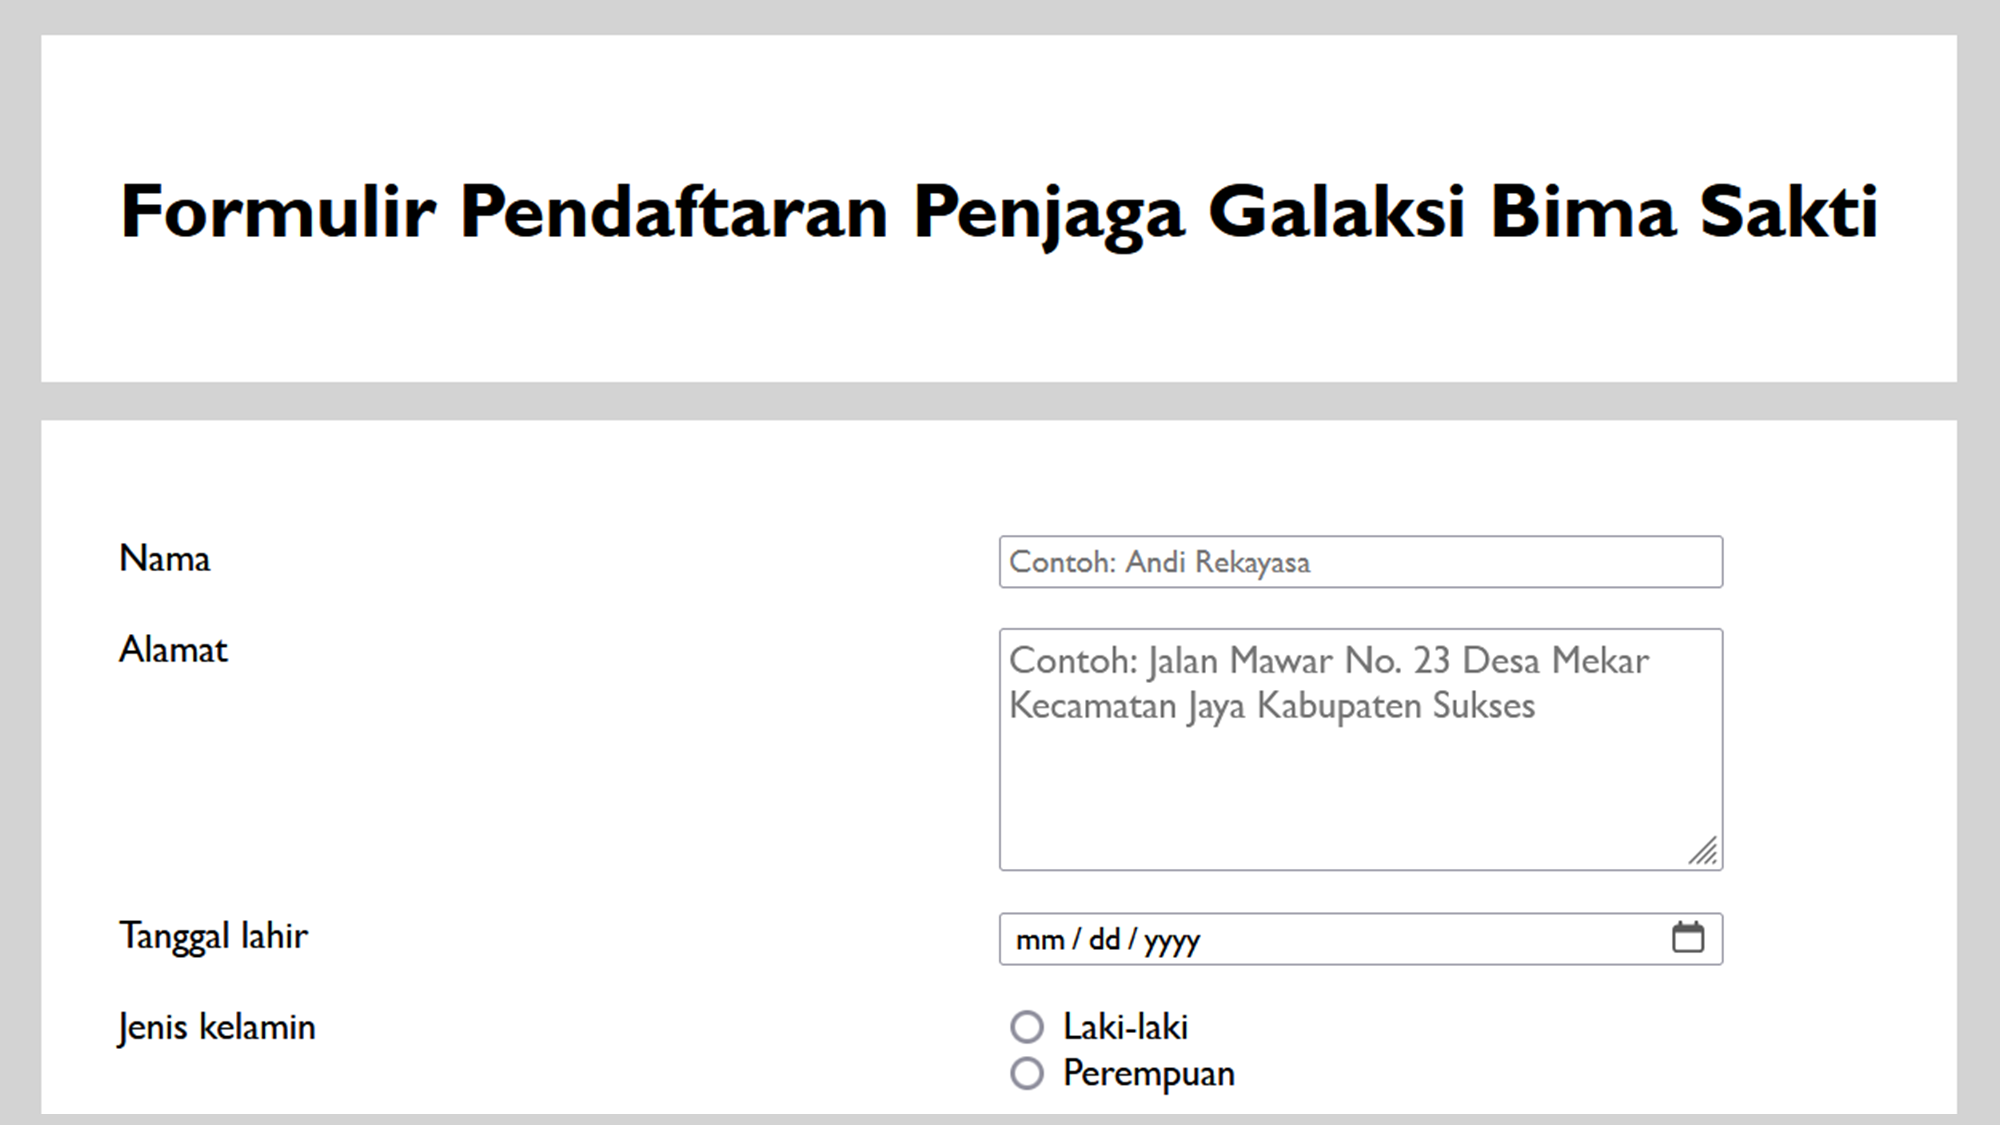 Formulir Pendaftaran Penjaga Galaksi Bima Sakti
Nama
Contoh: Andi Rekayasa
Alamat
Contoh: Jalan Mawar No. 23 Desa Mekar
Kecamatan Jaya Kabupaten Sukses
Tanggal lahir
mm / dd / yyyy
Jenis kelamin
Laki-laki
Perempuan